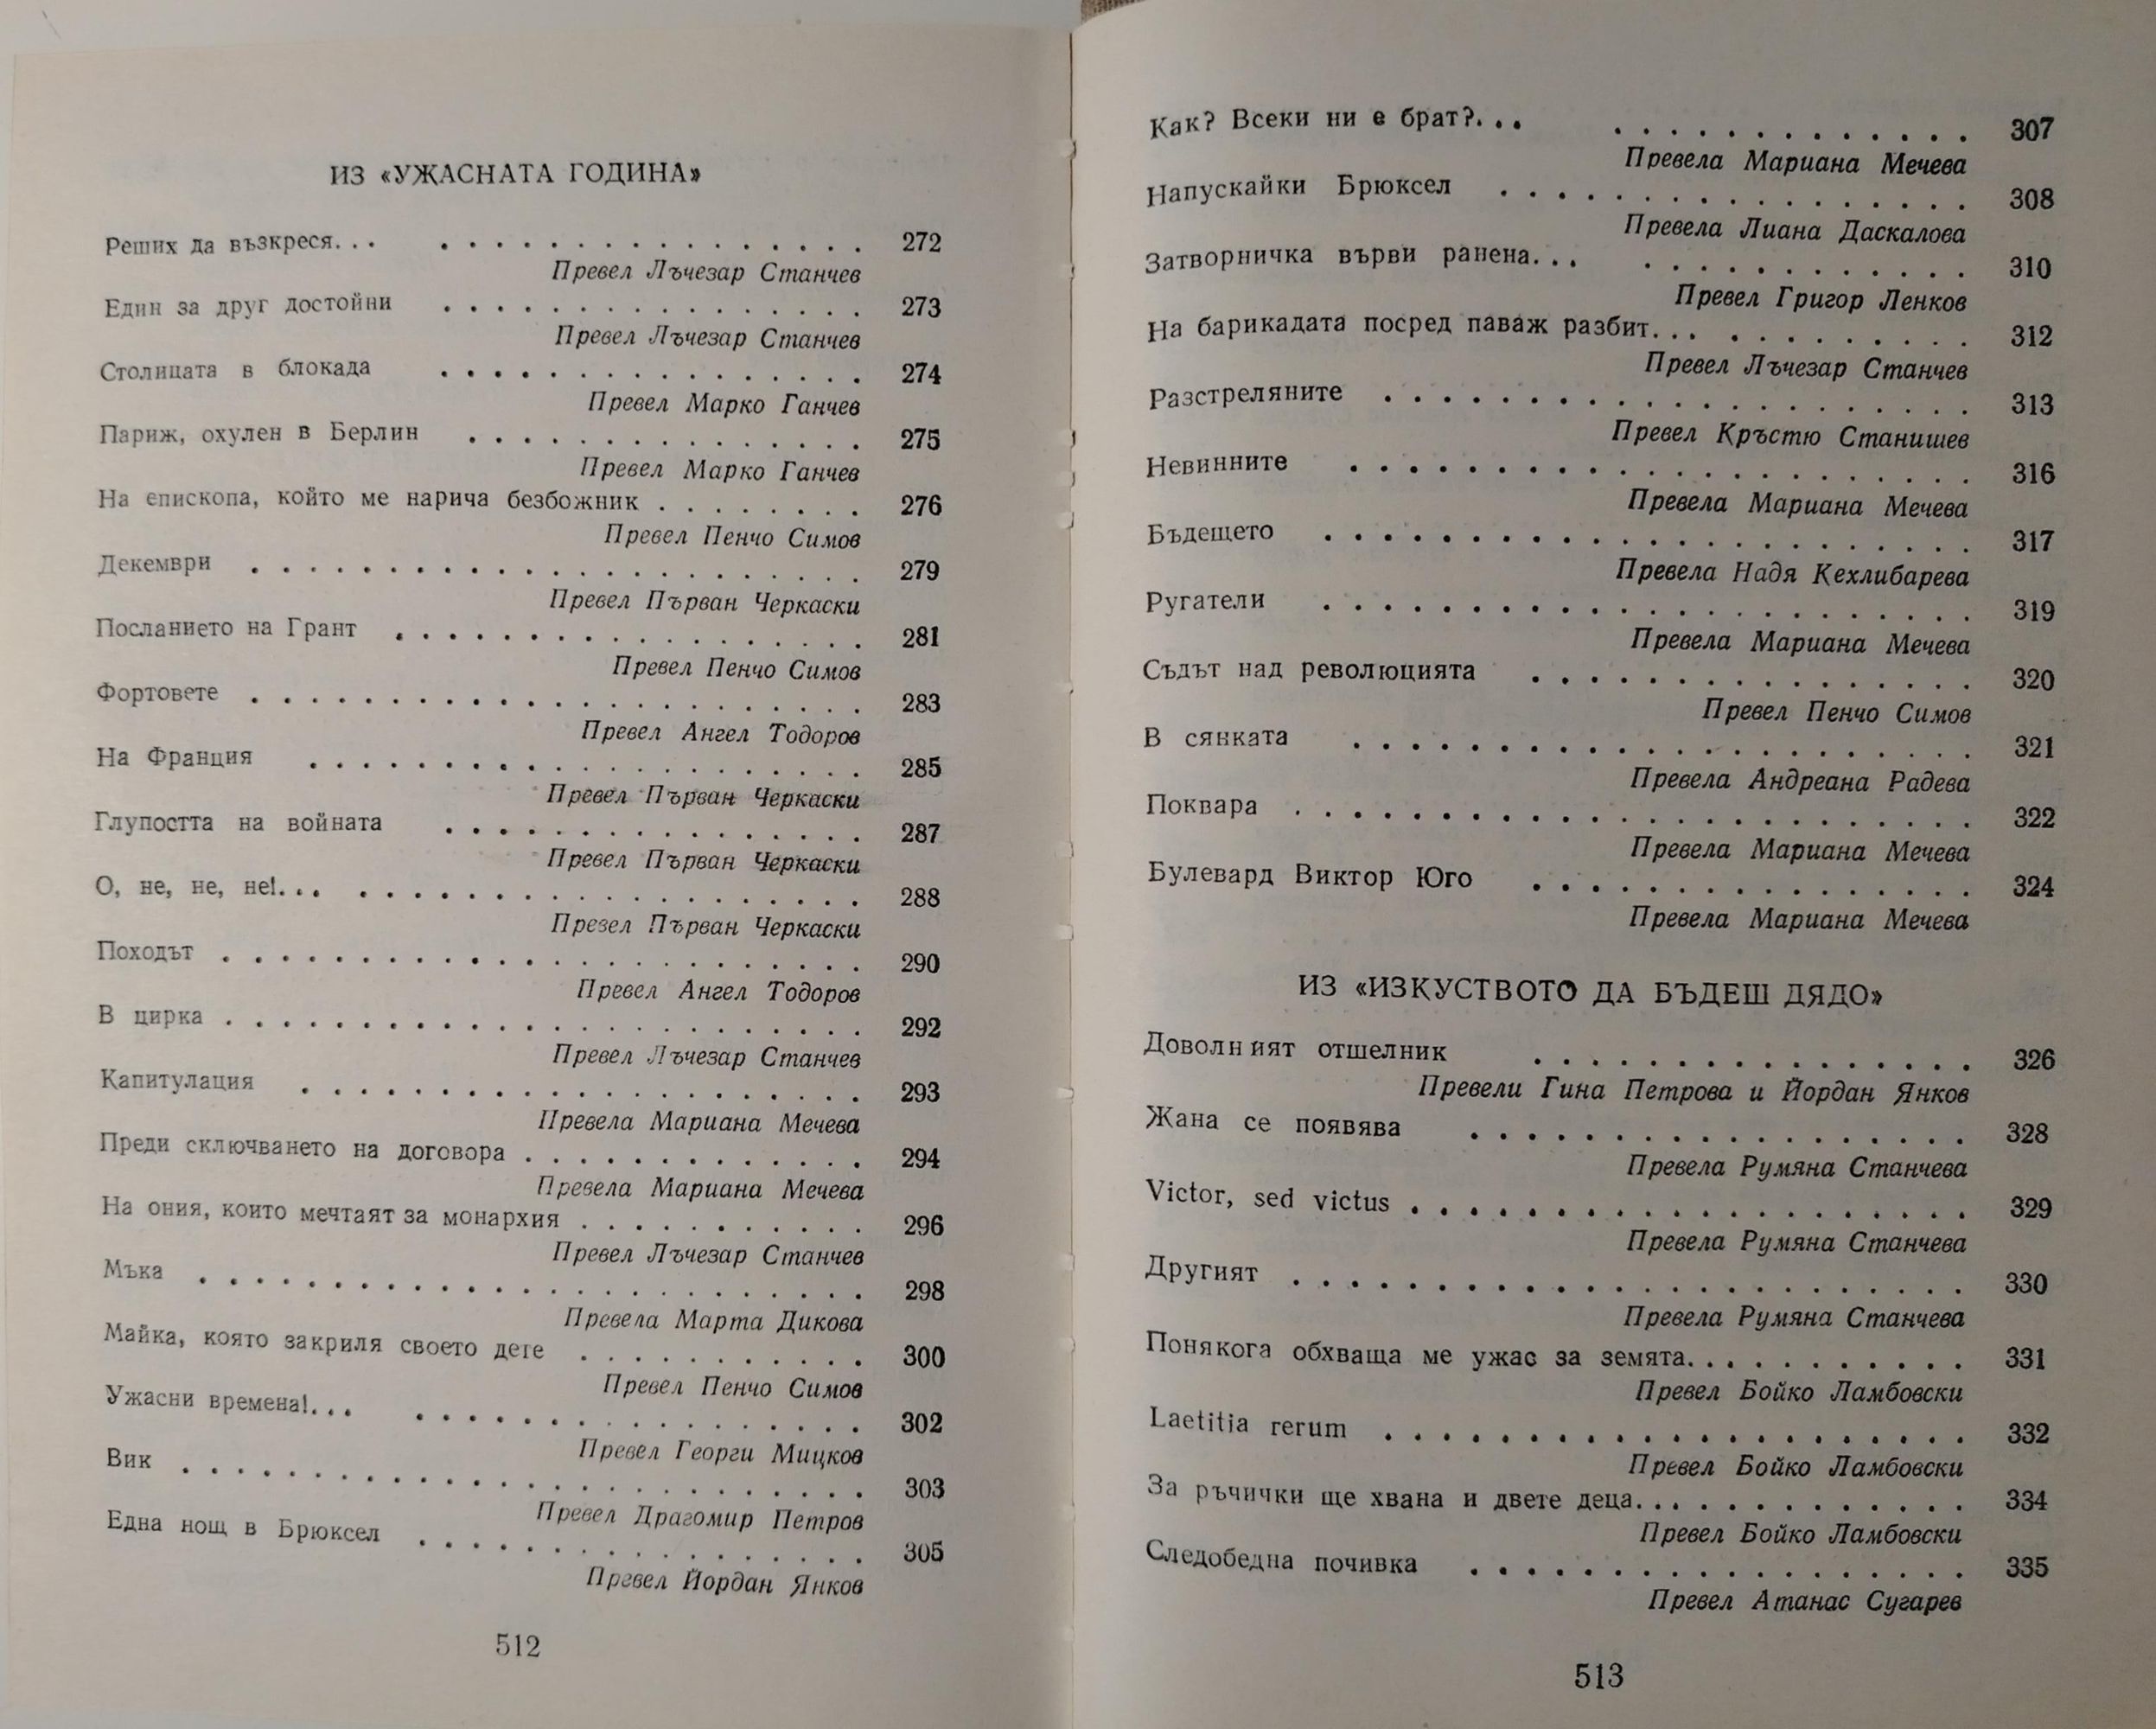 ИЗ «УЖАСНАТА ГОДИНА»
Реших да възкреся. . . . . . . . . . . . . . . . . . . 272
Превел Лъчезар Станчев
Един за друг достойни . . . . . . . . . . . . . . . . 273
Превел Лъчезар Станчев
Столицата в блокада . . . . . . . . . . . . . . . . 274
Превел Марко Ганчев
Париж, охулен в Берлин . . . . . . . . . . . . . . . 275
Превел Марко Ганчев
На епископа, който ме нарича безбожник . . . . . . . . 276
Превел Пенчо Симов
Декември . . . . . . . . . . . . . . . . . . . . . . . 279
Превел Първан Черкаски
Посланието на Грант . . . . . . . . . . . . . . . . . . 281
Превел Пенчо Симов
Фортовете . . . . . . . . . . . . . . . . . . . . . . . 283
Превел Ангел Тодоров
На Франция . . . . . . . . . . . . . . . . . . . . . 285
Превел Първан Черкаски
Глупостта на войната . . . . . . . . . . . . . . . . 287
Превел Първан Черкаски
О, не, не, не!. . . . . . . . . . . . . . . . . . . . . . 288
Презел Първан Черкаски
Походът . . . . . . . . . . . . . . . . . . . . . . . . 290
Превел Ангел Тодоров
В цирка . . . . . . . . . . . . . . . . . . . . . . . . 292
Превел Лъчезар Станчев
Капитулация . . . . . . . . . . . . . . . . . . . . . 293
Превела Мариана Мечева
Преди сключването на договора . . . . . . . . . . . . . 294
Превела Мариана Мечева
На ония, които мечтаят за монархия . . . . . . . . . . . 296
Превел Лъчезар Станчев
Мъка . . . . . . . . . . . . . . . . . . . . . . . . . 298
Превела Марта Дикова
Майка, която закриля своето дете . . . . . . . . . . . 300
Превел Пенчо Симов
Ужасни времена!. . . . . . . . . . . . . . . . . . . . 302
Превел Георги Мицков
Вик . . . . . . . . . . . . . . . . . . . . . . . . . . 303
Превел Драгомир Петров
Една нощ в Брюксел . . . . . . . . . . . . . . . . . 305
Превел Йордан Янков
512
Как? Всеки ни е брат?. . . . . . . . . . . . . . . . 307
Превела Мариана Мечева
Напускайки Брюксел . . . . . . . . . . . . . . . . . 308
Превела Лиана Даскалова
Затворничка върви ранена. . . . . . . . . . . . . . . 310
Превел Григор Ленков
На барикадата посред паваж разбит. . . . . . . . . . . . 312
Превел Лъчезар Станчев
Разстреляните . . . . . . . . . . . . . . . . . . . . . 313
Превел Кръстю Станишев
Невинните . . . . . . . . . . . . . . . . . . . . . . 316
Превела Мариана Мечева
Бъдещето . . . . . . . . . . . . . . . . . . . . . . . 317
Превела Надя Кехлибарева
Ругатели . . . . . . . . . . . . . . . . . . . . . . . 319
Превела Мариана Мечева
Съдът над революцията . . . . . . . . . . . . . . . . 320
Превел Пенчо Симов
В сянката . . . . . . . . . . . . . . . . . . . . . . 321
Превела Андреана Радева
Поквара . . . . . . . . . . . . . . . . . . . . . . . . 322
Превела Мариана Мечева
Булевард Виктор Юго . . . . . . . . . . . . . . . . 324
Превела Мариана Мечева
ИЗ «ИЗКУСТВОТО ДА БЪДЕШ ДЯДО»
Доволният отшелник . . . . . . . . . . . . . . . . 326
Превели Гина Петрова и Йордан Янков
Жана се появява . . . . . . . . . . . . . . . . . . 328
Превела Румяна Станчева
Victor, sed victus . . . . . . . . . . . . . . . . . . . . 329
Превела Румяна Станчева
Другият . . . . . . . . . . . . . . . . . . . . . . . . 330
Превела Румяна Станчева
Понякога обхваща ме ужас за земята. . . . . . . . . . . 331
Превел Бойко Ламбовски
Laetitia rerum . . . . . . . . . . . . . . . . . . . . . 332
Превел Бойко Ламбовски
За ръчички ще хвана и двете деца. . . . . . . . . . . . . 334
Превел Бойко Ламбовски
Следобедна почивка . . . . . . . . . . . . . . . . . . 335
Превел Атанас Сугарев
513